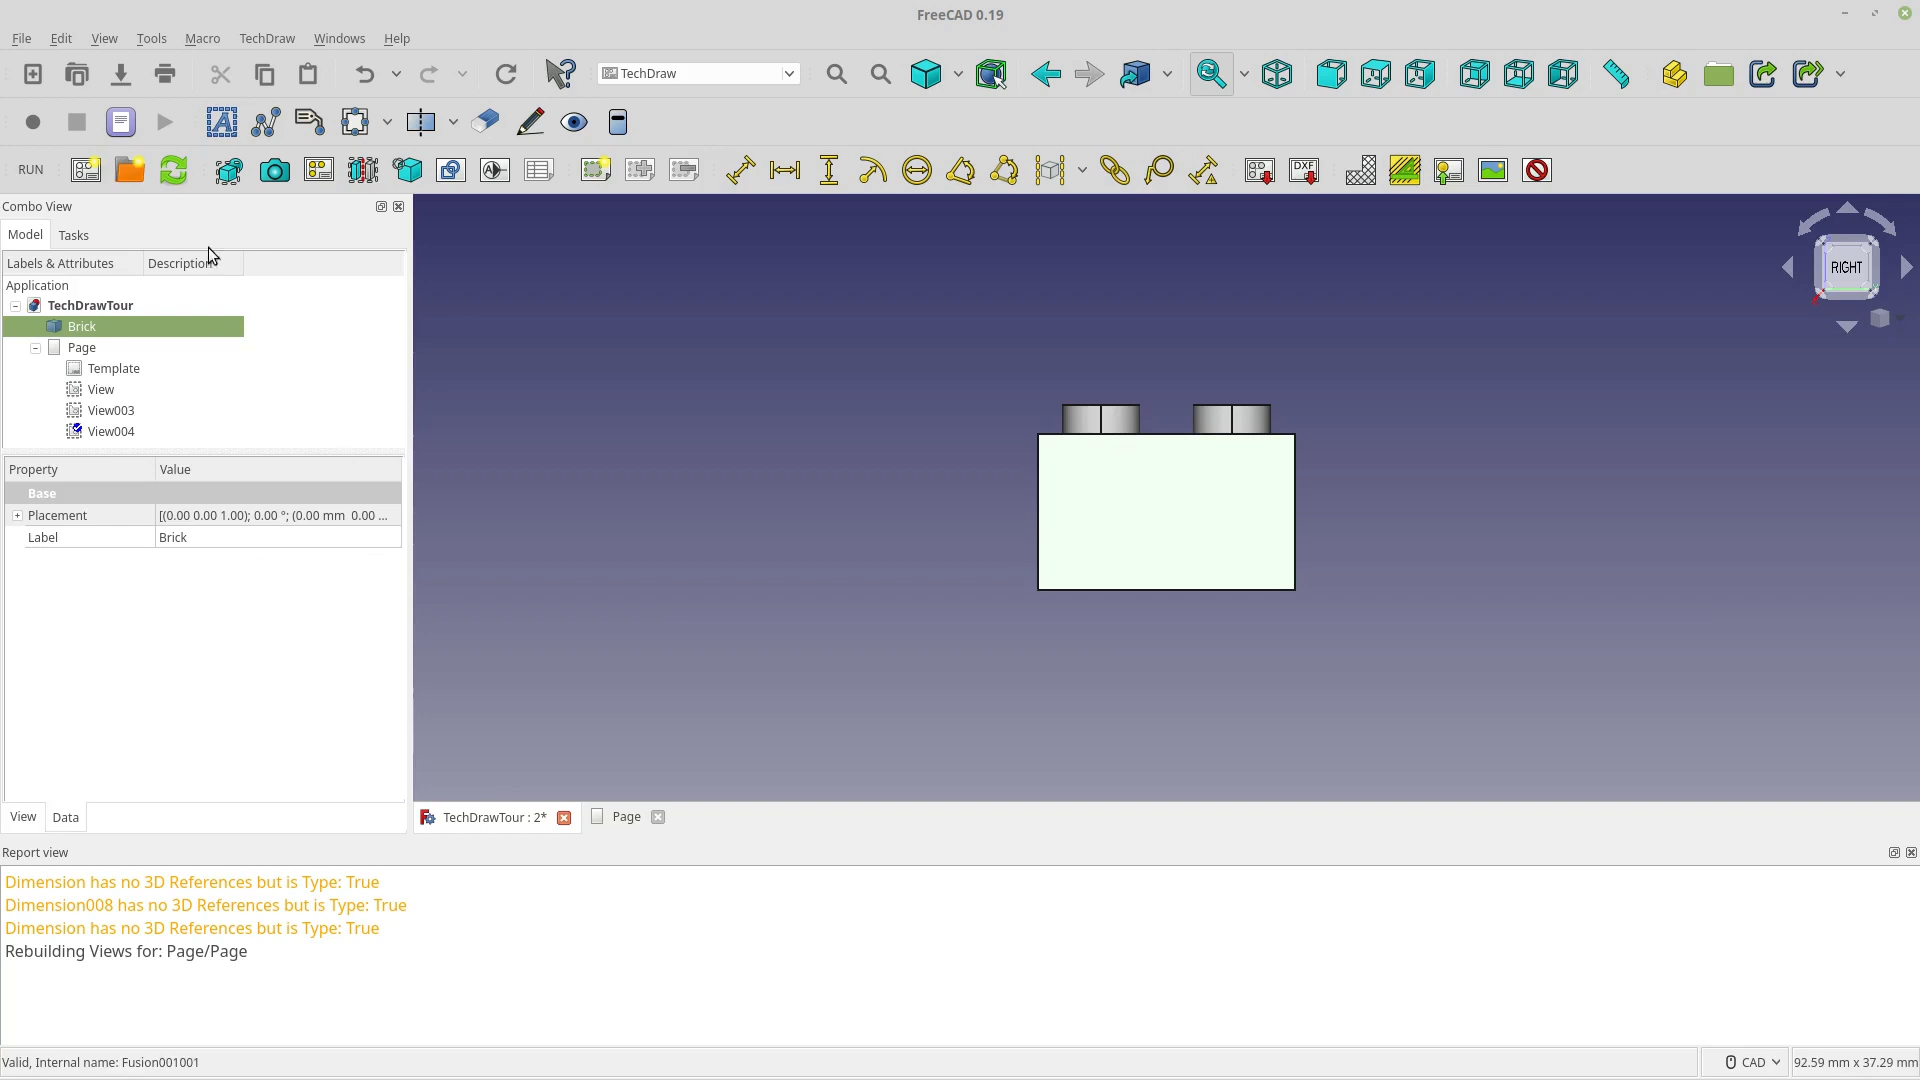 FreeCAD 0.19
File Edit View Tools Macro TechDraw Windows Help
TechDraw
RUN
DXF
Combo View
Model Tasks
Labels & Attributes Description
Application
TechDrawTour
Brick
Page
Template
View
View003
View004
Property Value
Base
Placement [(0.00 0.00 1.00); 0.00 °; (0.00 mm 0.00 ...
Label Brick
View Data
RIGHT
TechDrawTour : 2* Page
Report view
Dimension has no 3D References but is Type: True
Dimension008 has no 3D References but is Type: True
Dimension has no 3D References but is Type: True
Rebuilding Views for: Page/Page
Valid, Internal name: Fusion001001
CAD 92.59 mm x 37.29 mm